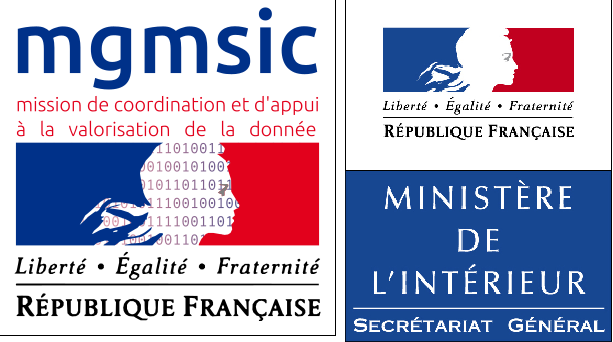 mgmsic
mission de coordination et d'appui
à la valorisation de la donnée
Liberté • Égalité • Fraternité
RÉPUBLIQUE FRANÇAISE
Liberté • Égalité • Fraternité
RÉPUBLIQUE FRANÇAISE
MINISTÈRE
DE
L'INTÉRIEUR
SECRÉTARIAT GÉNÉRAL